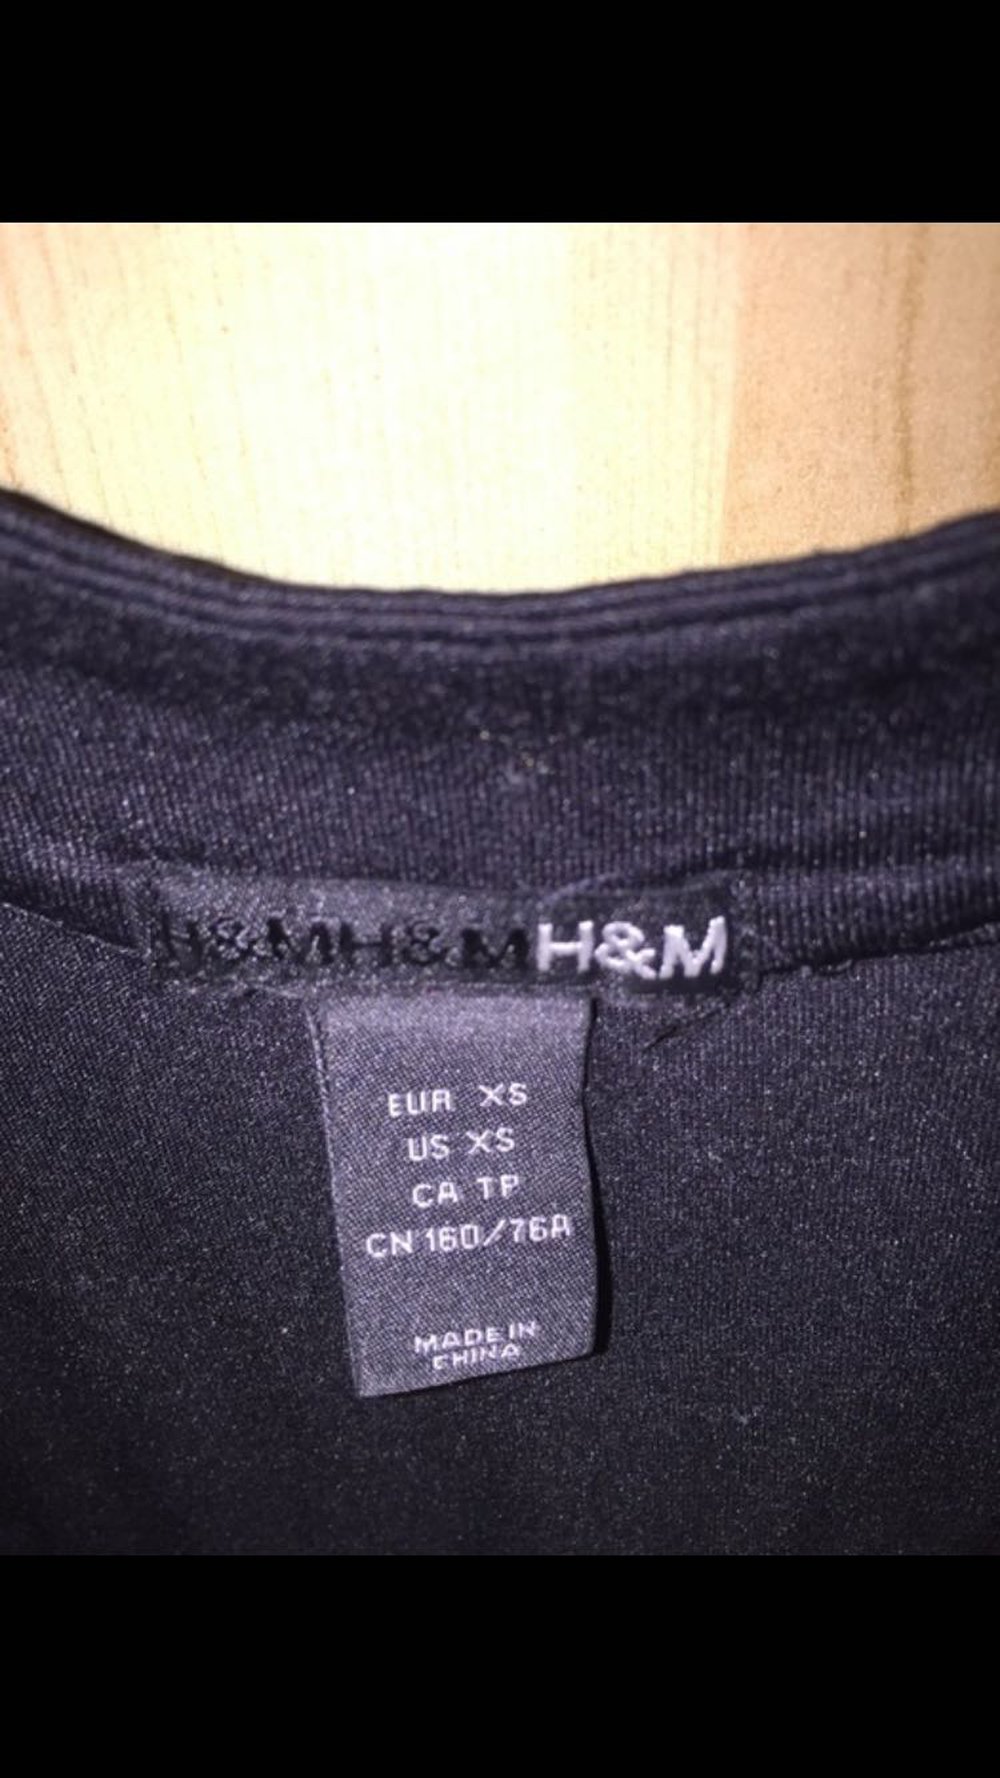 H&MH&MH&M
EUR XS
US XS
CA TP
CN 160/76A
MADE IN
CHINA